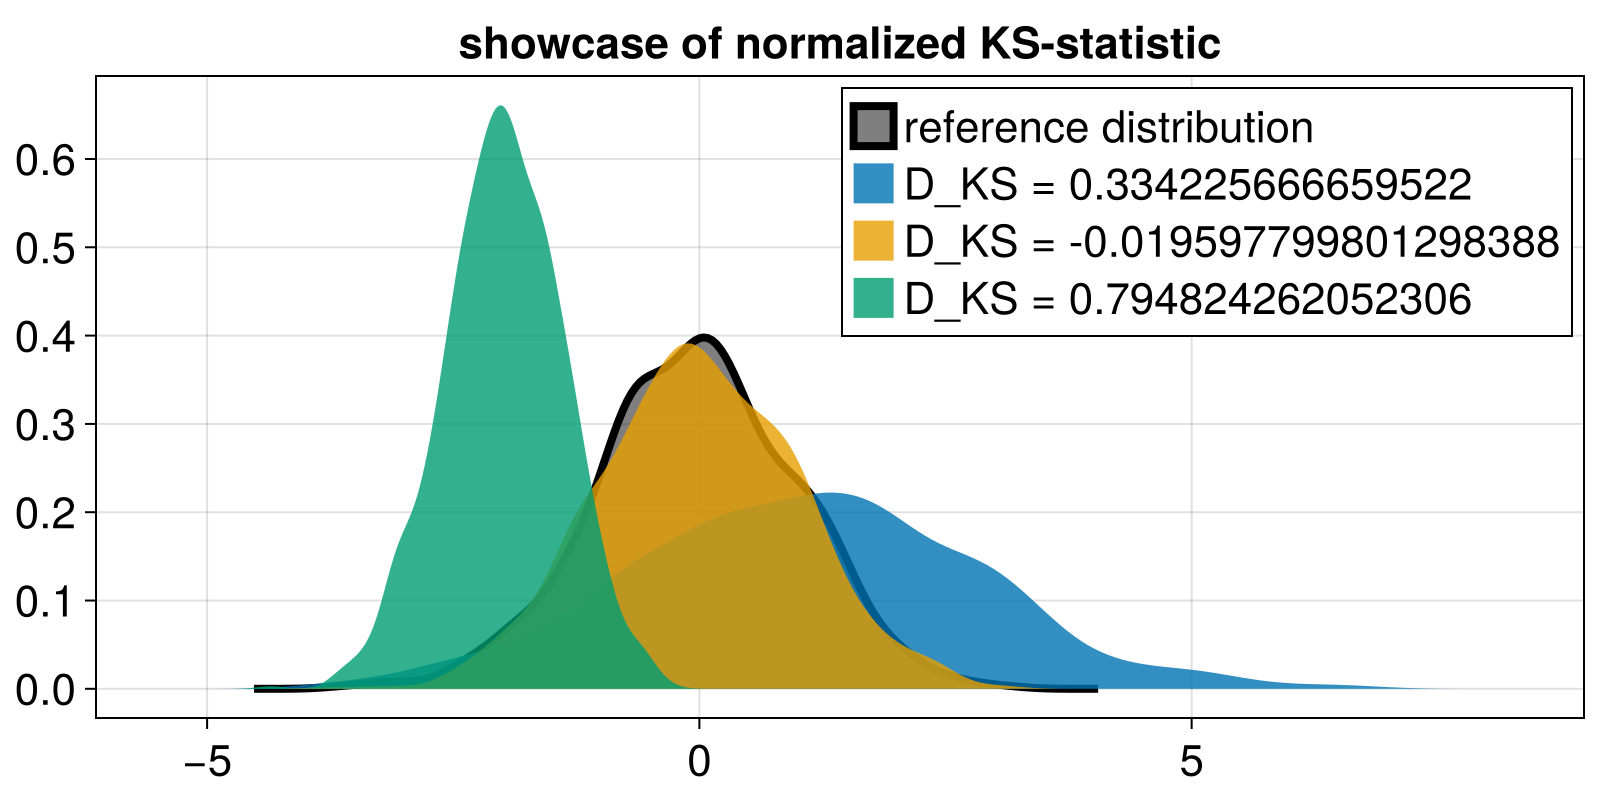 showcase of normalized KS-statistic
reference distribution
D_KS = 0.334225666659522
D_KS = -0.0195977999801298388
D_KS = 0.794824262052306
0.6
0.5
0.4
0.3
0.2
0.1
0.0
−5
0
5